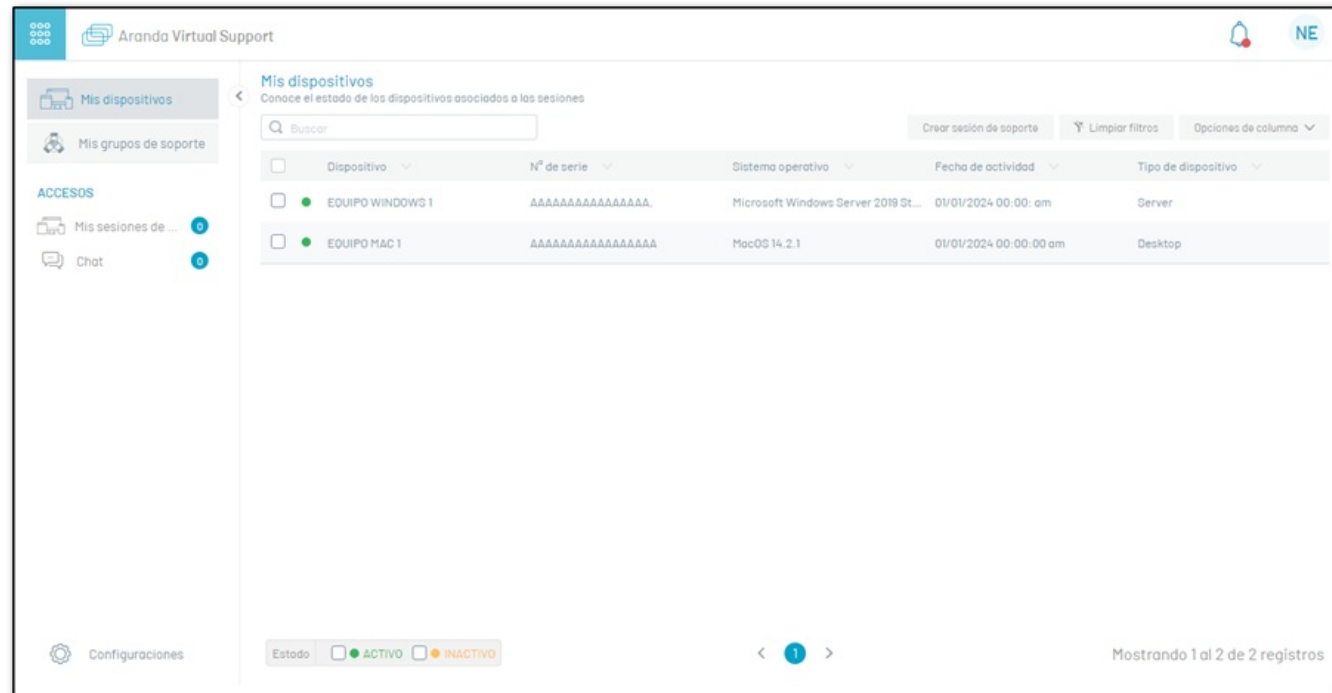 Aranda Virtual Support
NE
Mis dispositivos
Mis grupos de soporte
ACCESOS
Mis sesiones de ... 0
Chat 0
Configuraciones
Mis dispositivos
Conoce el estado de los dispositivos asociados a las sesiones
Buscar
Crear sesión de soporte Limpiar filtros Opciones de columna
Dispositivo N° de serie Sistema operativo Fecha de actividad Tipo de dispositivo
EQUIPO WINDOWS 1 AAAAAAAAAAAAAAAA. Microsoft Windows Server 2019 St... 01/01/2024 00:00: am Server
EQUIPO MAC 1 AAAAAAAAAAAAAAAAA MacOS 14.2.1 01/01/2024 00:00:00 am Desktop
Estado ACTIVO INACTIVO
1
Mostrando 1 al 2 de 2 registros